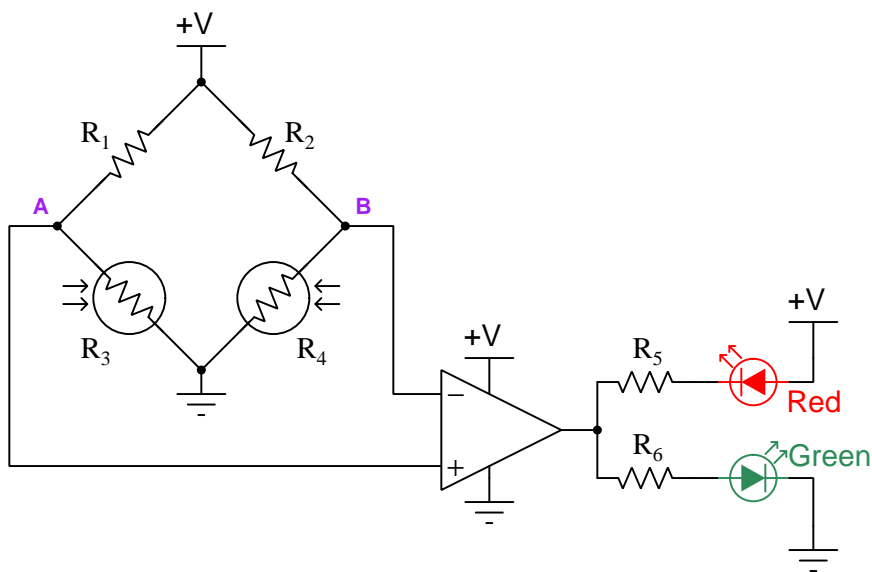 +V
R1
R2
A
B
R3
R4
+V
−
+
R5
R6
+V
Red
Green